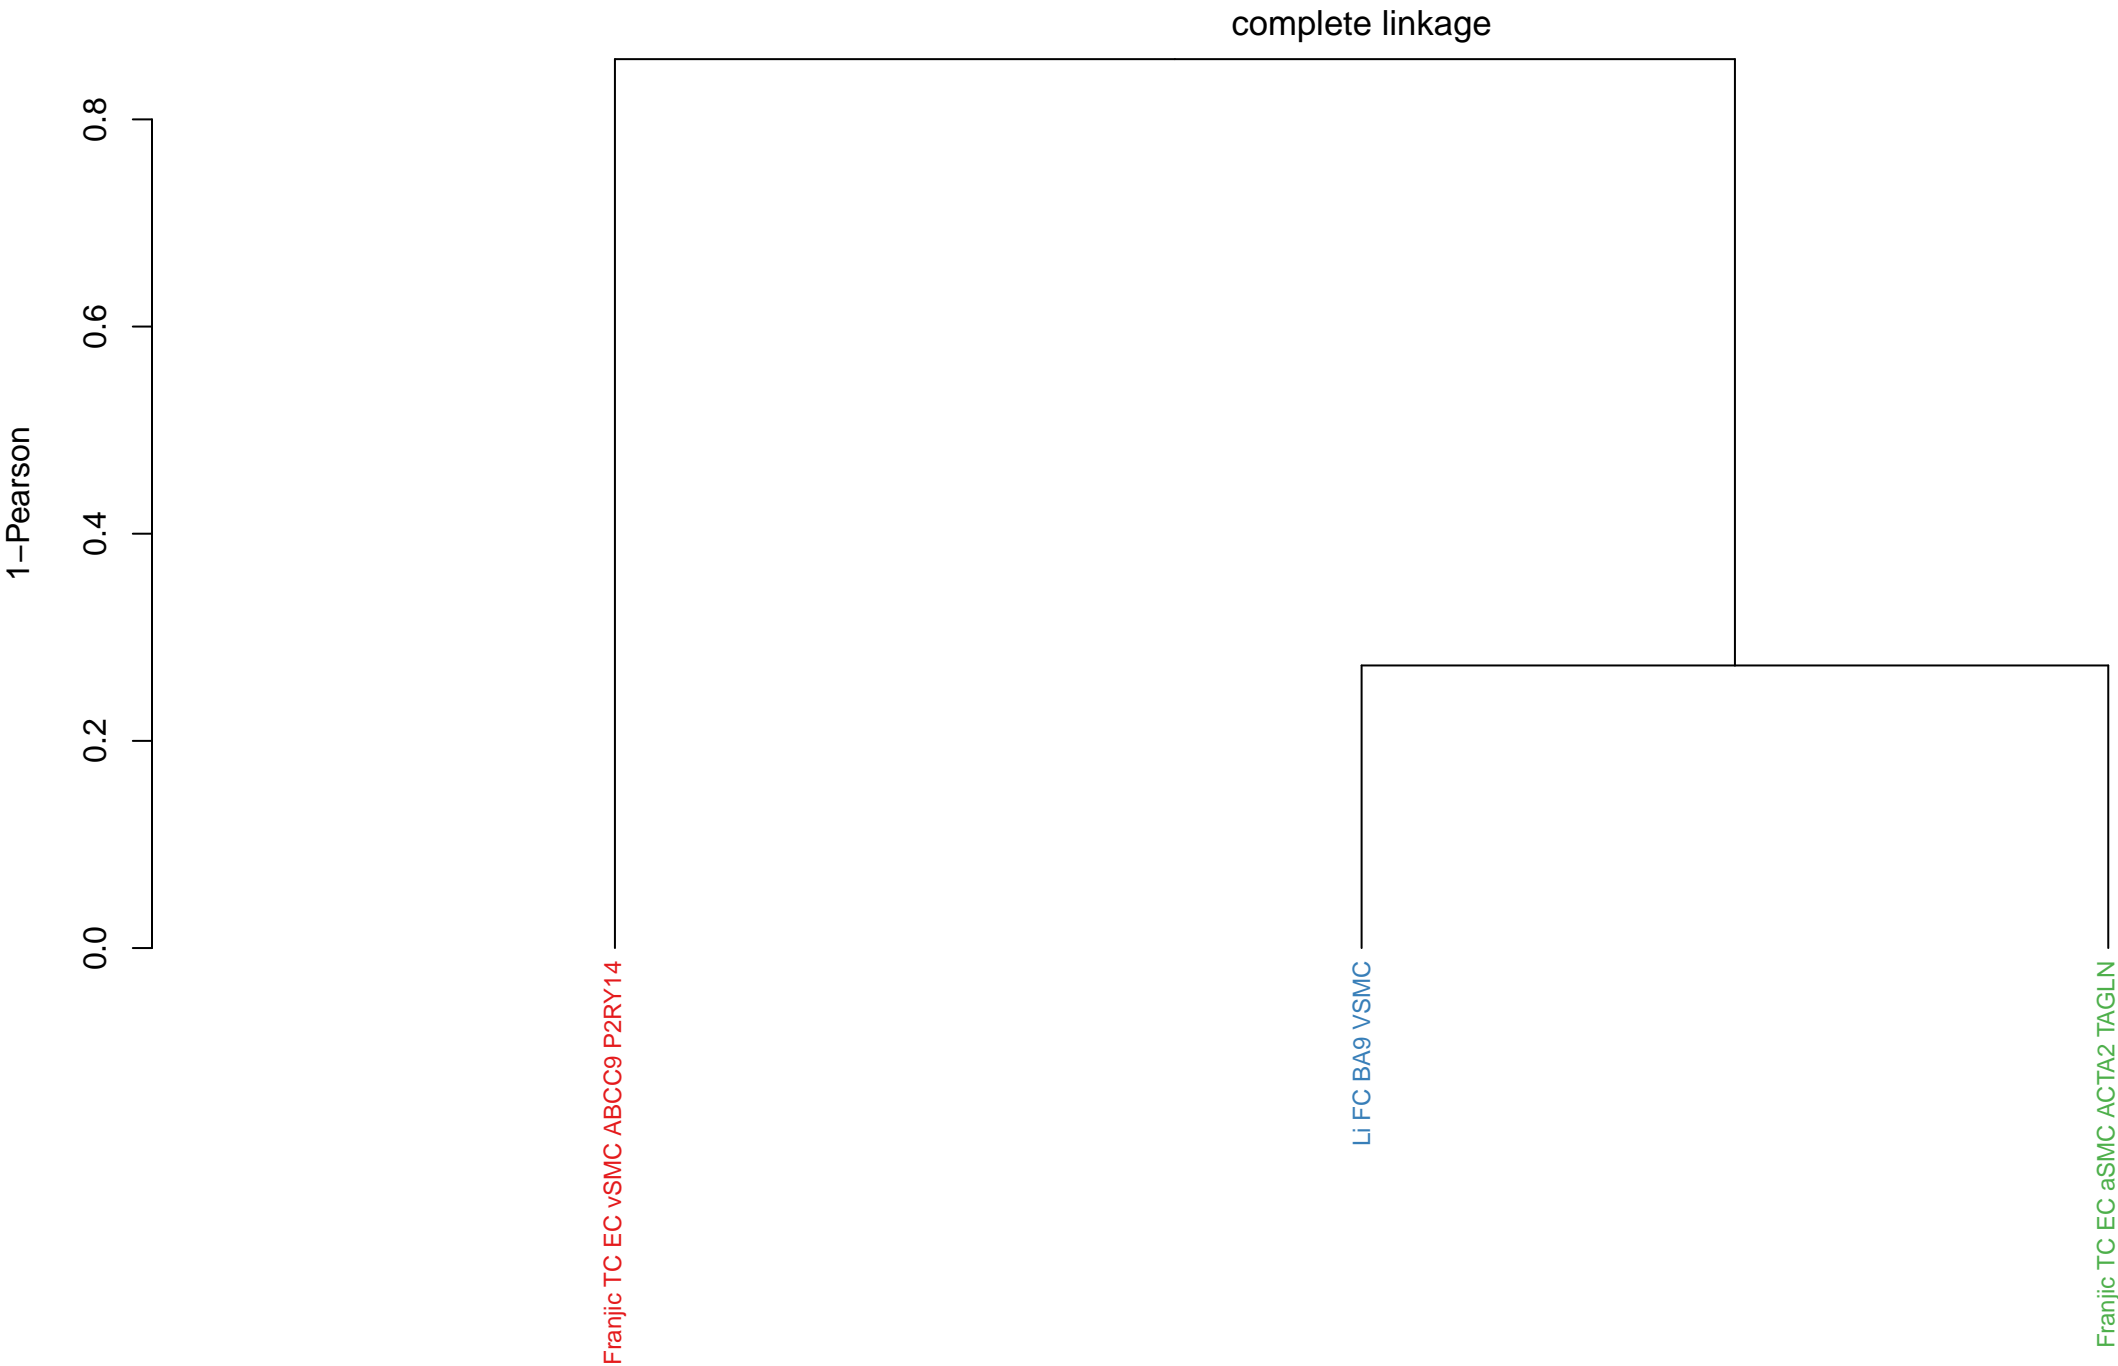 complete linkage
1−Pearson
0.8
0.6
0.4
0.2
0.0
Franjic TC EC vSMC ABCC9 P2RY14
Li FC BA9 VSMC
Franjic TC EC aSMC ACTA2 TAGLN